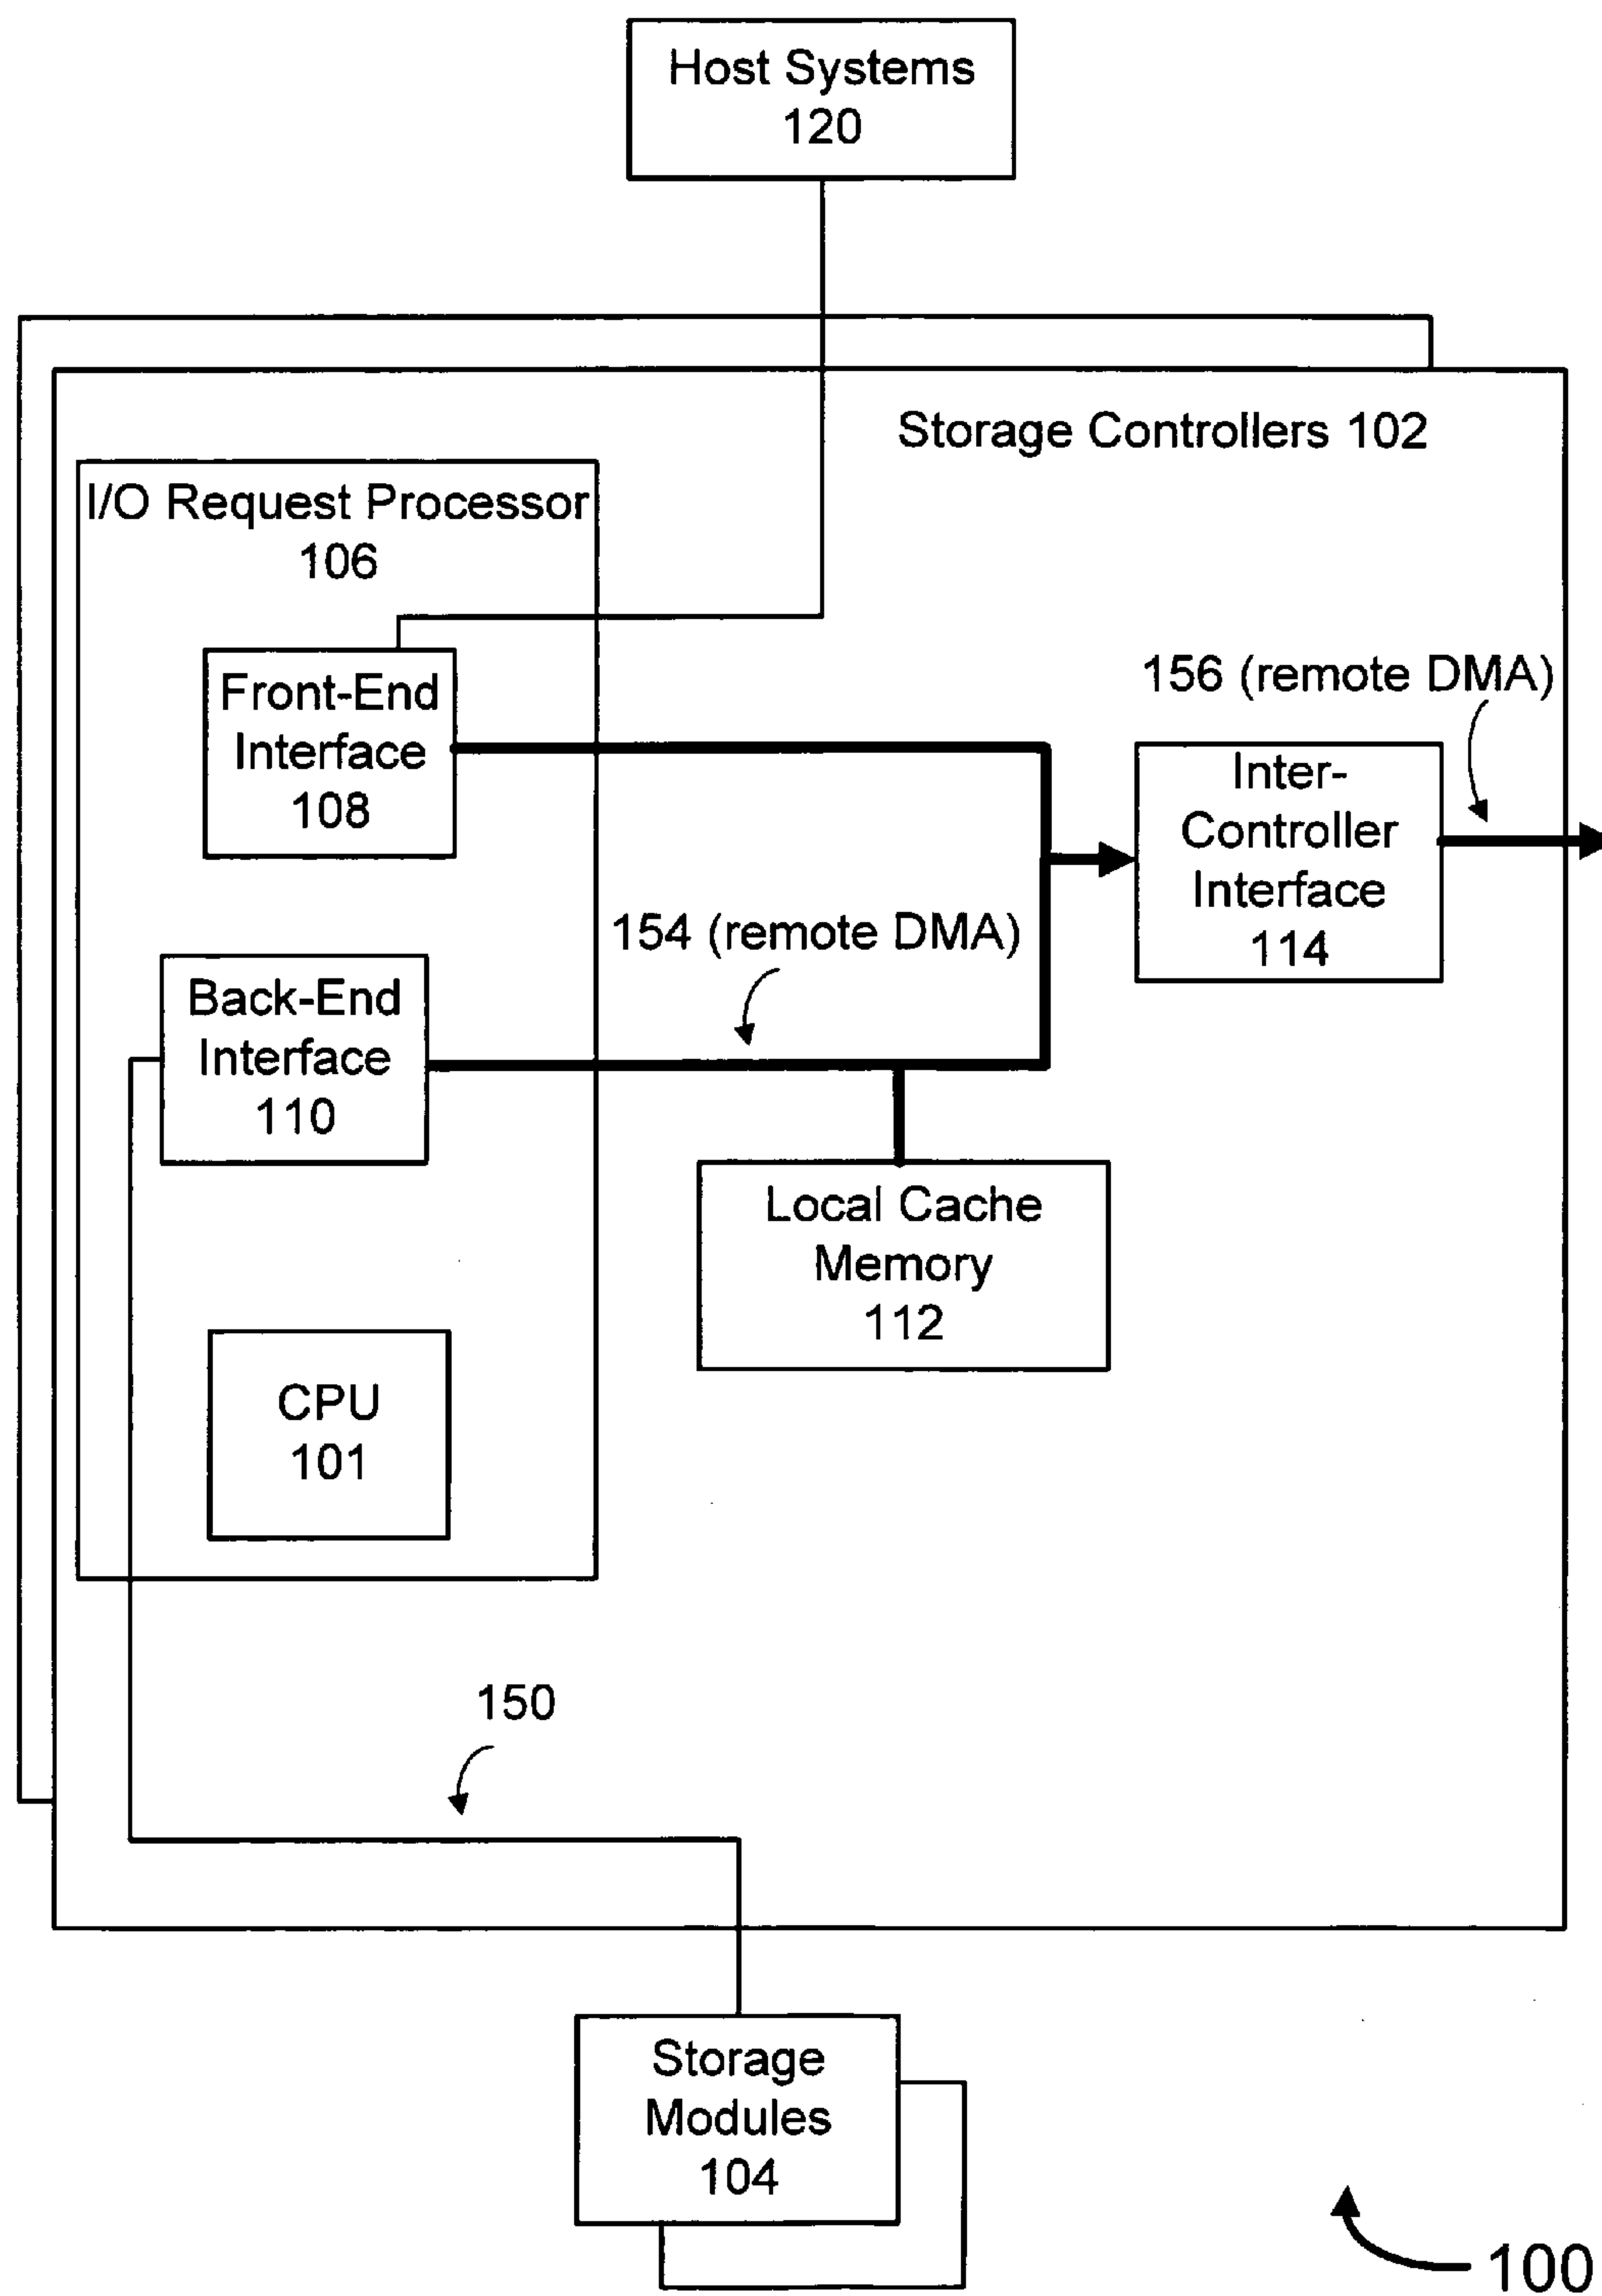 Host Systems
120
Storage Controllers 102
I/O Request Processor
106
Front-End
Interface
108
156 (remote DMA)
Inter-
Controller
Interface
114
154 (remote DMA)
Back-End
Interface
110
Local Cache
Memory
112
CPU
101
150
Storage
Modules
104
100